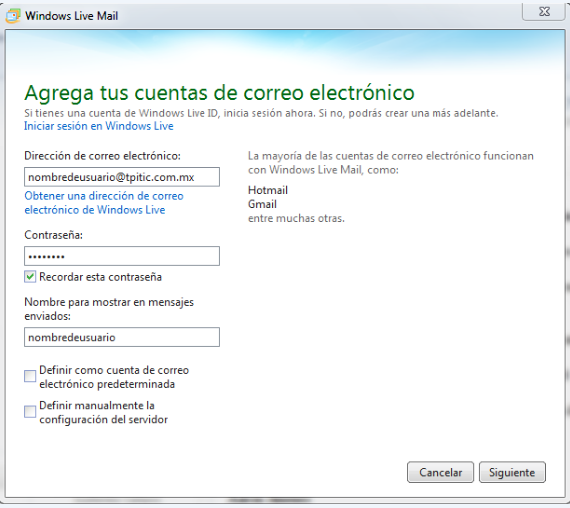 Windows Live Mail
Agrega tus cuentas de correo electrónico
Si tienes una cuenta de Windows Live ID, inicia sesión ahora. Si no, podrás crear una más adelante.
Iniciar sesión en Windows Live
Dirección de correo electrónico:
nombredeusuario@tpitic.com.mx
Obtener una dirección de correo
electrónico de Windows Live
Contraseña:
••••••••
Recordar esta contraseña
Nombre para mostrar en mensajes
enviados:
nombredeusuario
Definir como cuenta de correo
electrónico predeterminada
Definir manualmente la
configuración del servidor
La mayoría de las cuentas de correo electrónico funcionan
con Windows Live Mail, como:
Hotmail
Gmail
entre muchas otras.
Cancelar
Siguiente